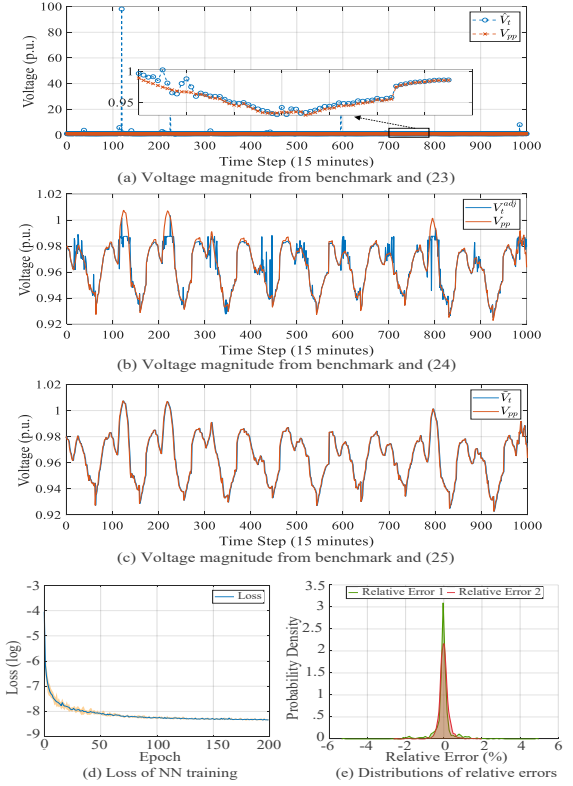 100
80
60
40
20
0
Voltage (p.u.)
V̂t
Vpp
1
0.95
0 100 200 300 400 500 600 700 800 900 1000
Time Step (15 minutes)
(a) Voltage magnitude from benchmark and (23)
1.02
1
0.98
0.96
0.94
0.92
Voltage (p.u.)
Vt^adj
Vpp
0 100 200 300 400 500 600 700 800 900 1000
Time Step (15 minutes)
(b) Voltage magnitude from benchmark and (24)
1.02
1
0.98
0.96
0.94
0.92
Voltage (p.u.)
Vpp
0 100 200 300 400 500 600 700 800 900 1000
Time Step (15 minutes)
(c) Voltage magnitude from benchmark and (25)
-3
-4
-5
-6
-7
-8
-9
Loss (log)
Loss
0 50 100 150 200
Epoch
(d) Loss of NN training
3.5
3
2.5
2
1.5
1
.5
0
Probability Density
Relative Error 1 Relative Error 2
-6 -4 -2 0 2 4 6
Relative Error (%)
(e) Distributions of relative errors